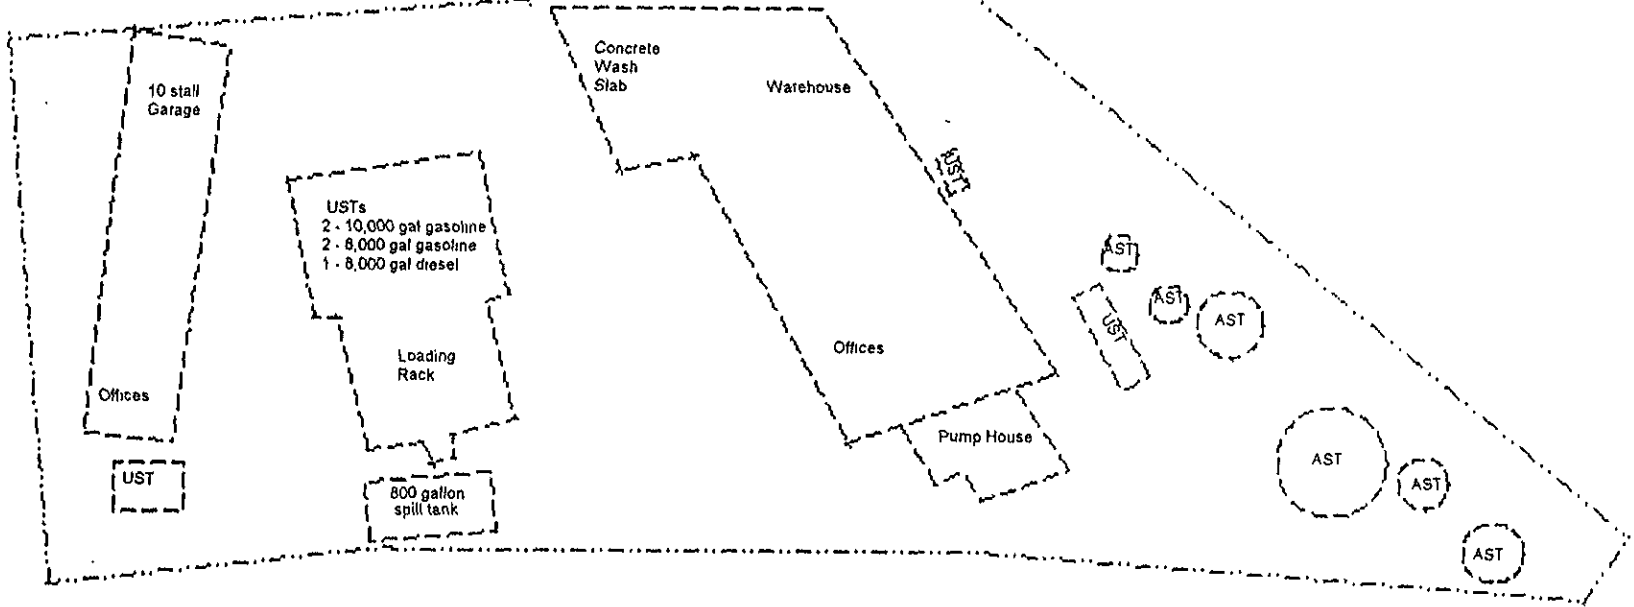 10 stall
Garage
Offices
UST
USTs
2 - 10,000 gal gasoline
2 - 8,000 gal gasoline
1 - 8,000 gal diesel
Loading
Rack
800 gallon
spill tank
Concrete
Wash
Slab
Warehouse
UST
Offices
Pump House
AST
AST
AST
UST
AST
AST
AST